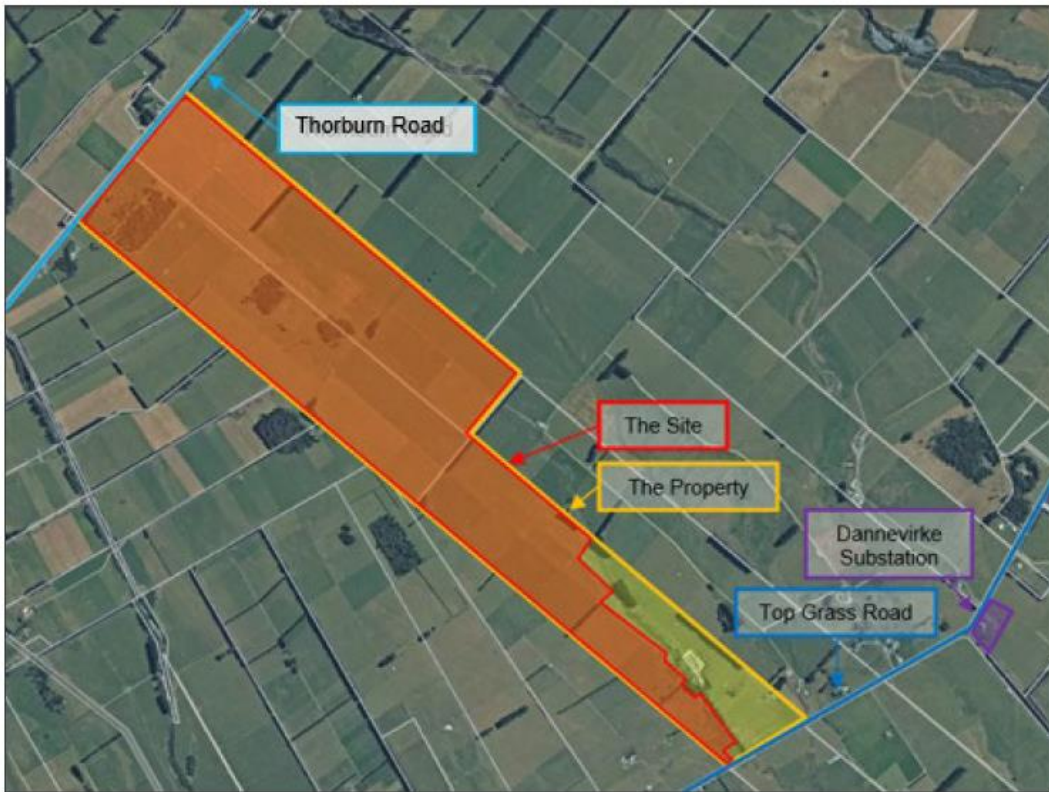 Thorburn Road
The Site
The Property
Dannevirke
Substation
Top Grass Road